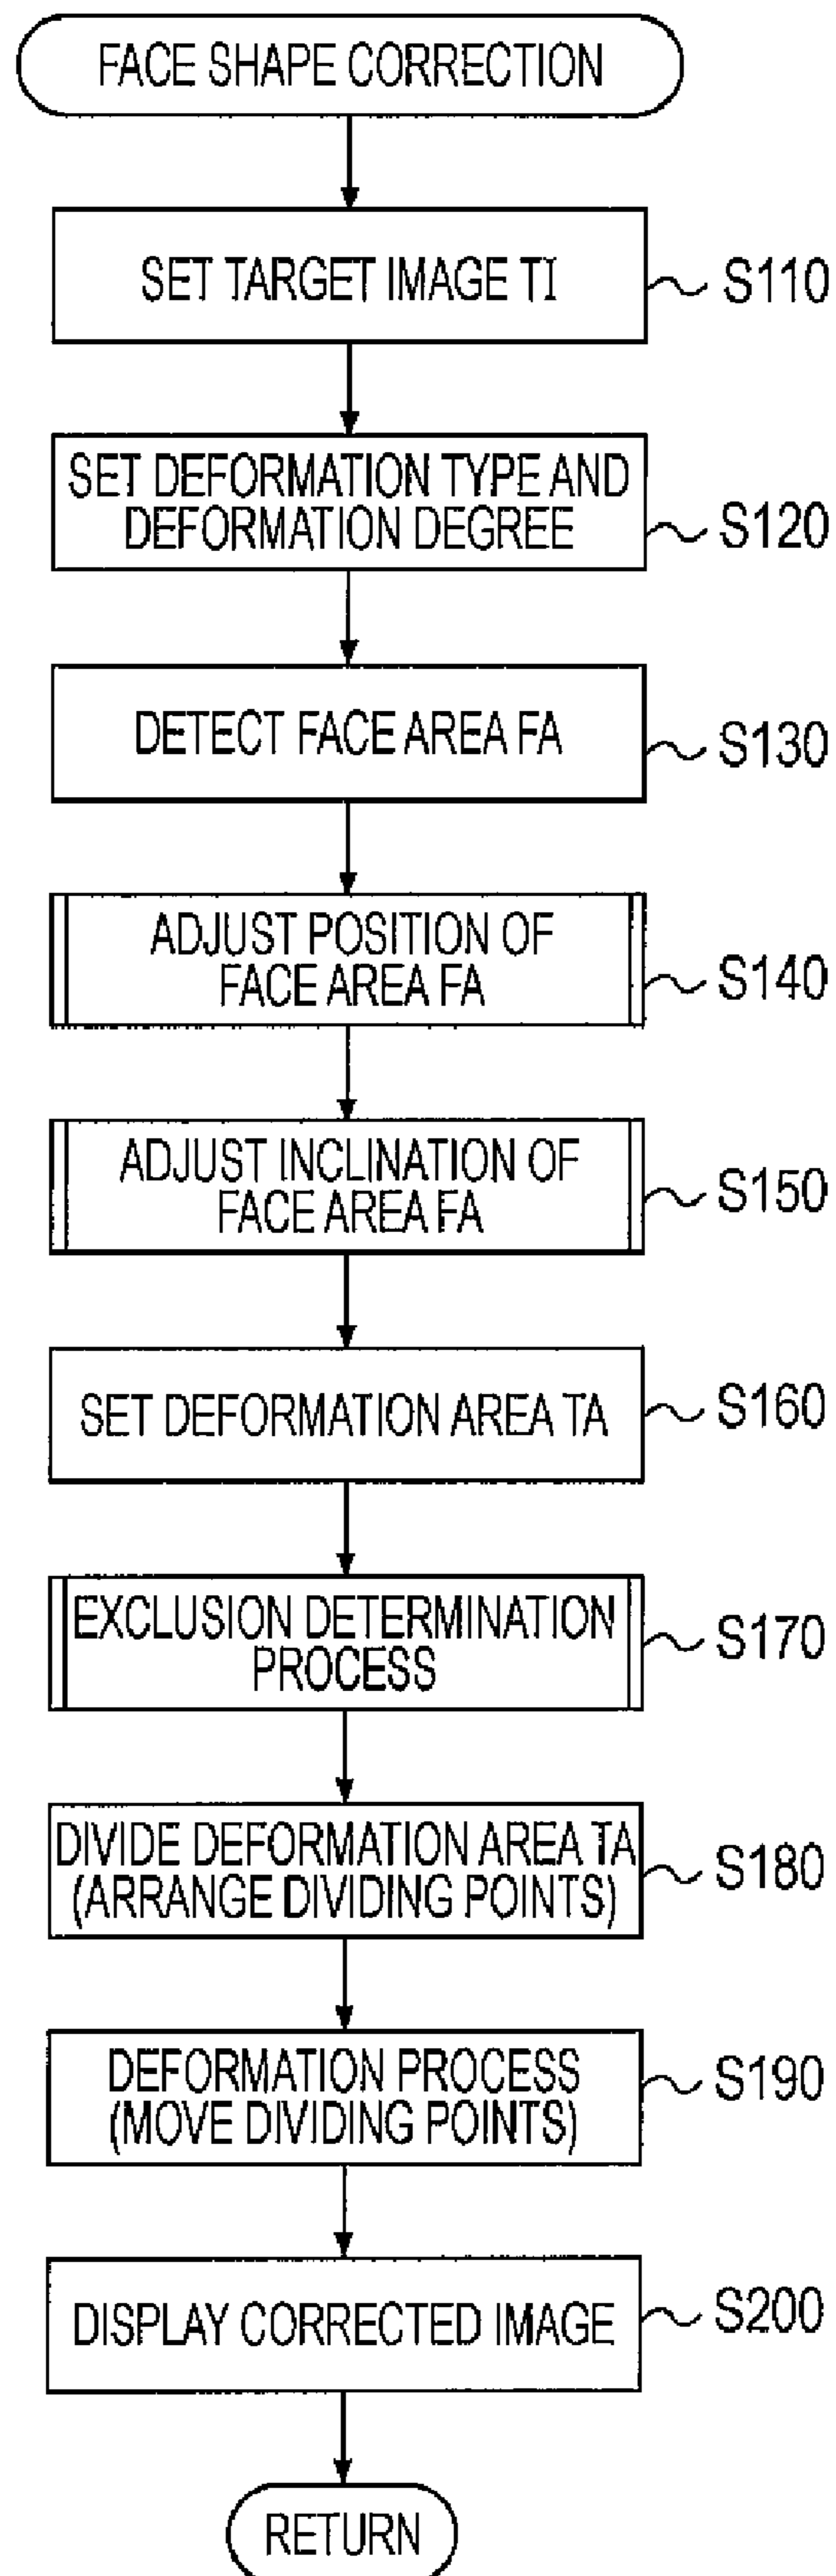 FACE SHAPE CORRECTION
SET TARGET IMAGE TI
S110
SET DEFORMATION TYPE AND
DEFORMATION DEGREE
S120
DETECT FACE AREA FA
S130
ADJUST POSITION OF
FACE AREA FA
S140
ADJUST INCLINATION OF
FACE AREA FA
S150
SET DEFORMATION AREA TA
S160
EXCLUSION DETERMINATION
PROCESS
S170
DIVIDE DEFORMATION AREA TA
(ARRANGE DIVIDING POINTS)
S180
DEFORMATION PROCESS
(MOVE DIVIDING POINTS)
S190
DISPLAY CORRECTED IMAGE
S200
RETURN